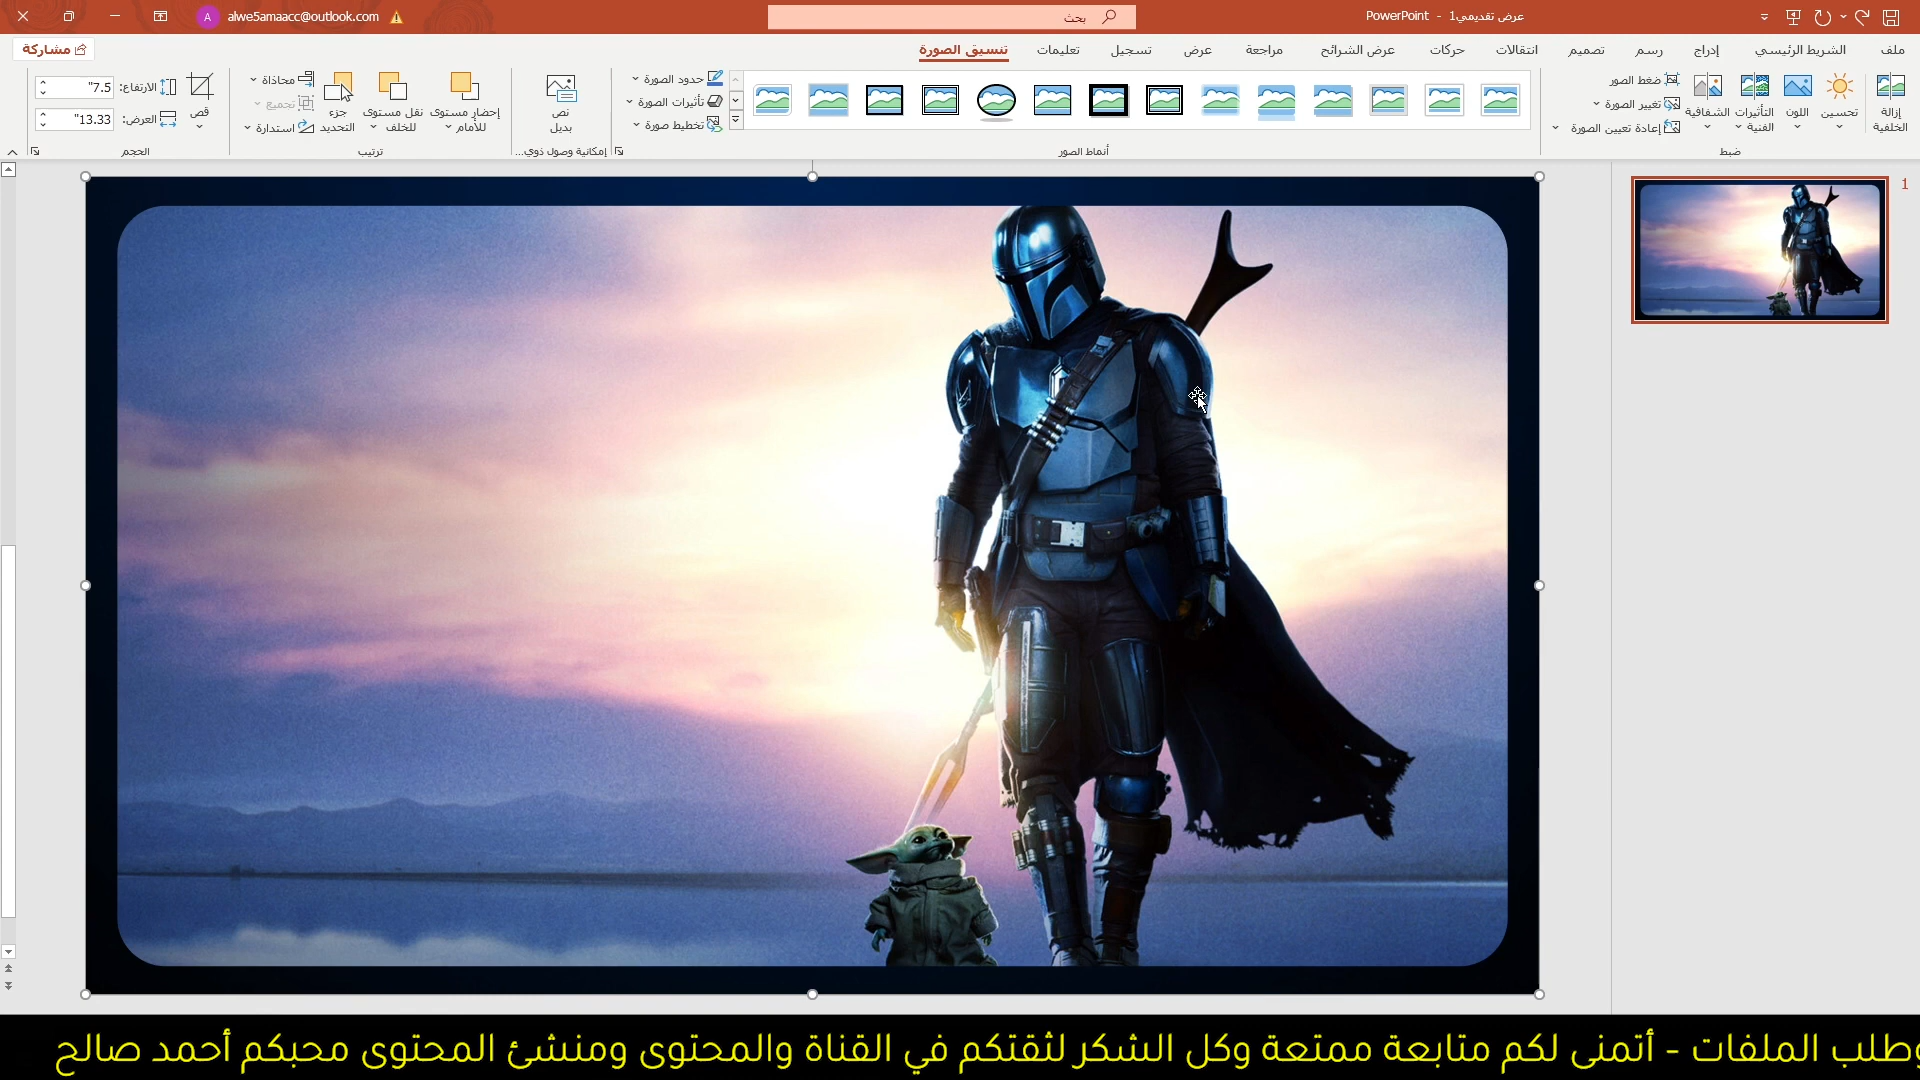 عرض تقديمي1 - PowerPoint
بحث
alwe5amaacc@outlook.com
A
ملف
الشريط الرئيسي
إدراج
رسم
تصميم
انتقالات
حركات
عرض الشرائح
مراجعة
عرض
تسجيل
تعليمات
تنسيق الصورة
مشاركة
إزالة الخلفية
تحسين
اللون
التأثيرات الفنية
الشفافية
ضغط الصور
تغيير الصورة
إعادة تعيين الصورة
ضبط
أنماط الصور
حدود الصورة
تأثيرات الصورة
تخطيط صورة
نص بديل
إمكانية وصول ذوي...
إحضار مستوى للأمام
نقل مستوى للخلف
جزء التحديد
محاذاة
تجميع
استدارة
ترتيب
قص
الارتفاع: 7.5"
العرض: 13.33"
الحجم
1
وطلب الملفات - أتمنى لكم متابعة ممتعة وكل الشكر لثقتكم في القناة والمحتوى ومنشئ المحتوى محبكم أحمد صالح